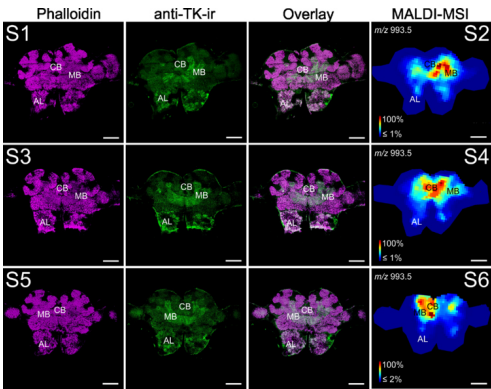 Phalloidin anti-TK-ir Overlay MALDI-MSI
S1 CB MB AL CB MB AL CB MB AL m/z 993.5 S2 CB MB AL 100% ≤ 1%
S3 CB MB AL CB MB AL CB MB AL m/z 993.5 S4 CB MB AL 100% ≤ 1%
S5 MB CB AL MB CB AL MB CB AL m/z 993.5 S6 MB CB AL 100% ≤ 2%